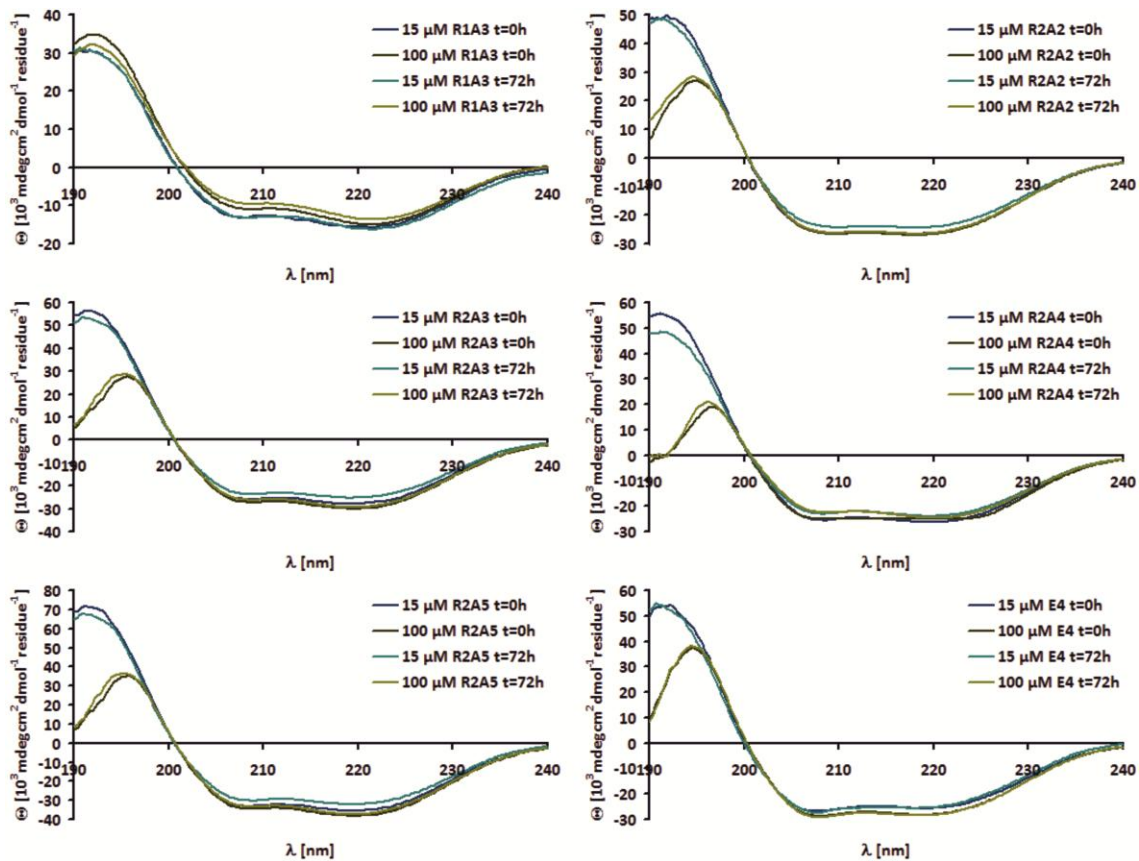 Θ [10³ mdegcm² dmol⁻¹ residue⁻¹]
40
30
20
10
0
-10
-20
190 200 210 220 230 240
λ [nm]
15 µM R1A3 t=0h
100 µM R1A3 t=0h
15 µM R1A3 t=72h
100 µM R1A3 t=72h
Θ [10³ mdegcm² dmol⁻¹ residue⁻¹]
50
40
30
20
10
0
-10
-20
-30
190 200 210 220 230 240
λ [nm]
15 µM R2A2 t=0h
100 µM R2A2 t=0h
15 µM R2A2 t=72h
100 µM R2A2 t=72h
Θ [10³ mdegcm² dmol⁻¹ residue⁻¹]
60
50
40
30
20
10
0
-10
-20
-30
-40
190 200 210 220 230 240
λ [nm]
15 µM R2A3 t=0h
100 µM R2A3 t=0h
15 µM R2A3 t=72h
100 µM R2A3 t=72h
Θ [10³ mdegcm² dmol⁻¹ residue⁻¹]
60
50
40
30
20
10
0
-10
-20
-30
190 200 210 220 230 240
λ [nm]
15 µM R2A4 t=0h
100 µM R2A4 t=0h
15 µM R2A4 t=72h
100 µM R2A4 t=72h
Θ [10³ mdegcm² dmol⁻¹ residue⁻¹]
80
70
60
50
40
30
20
10
0
-10
-20
-30
-40
-50
190 200 210 220 230 240
λ [nm]
15 µM R2A5 t=0h
100 µM R2A5 t=0h
15 µM R2A5 t=72h
100 µM R2A5 t=72h
Θ [10³ mdegcm² dmol⁻¹ residue⁻¹]
60
50
40
30
20
10
0
-10
-20
-30
190 200 210 220 230 240
λ [nm]
15 µM E4 t=0h
100 µM E4 t=0h
15 µM E4 t=72h
100 µM E4 t=72h